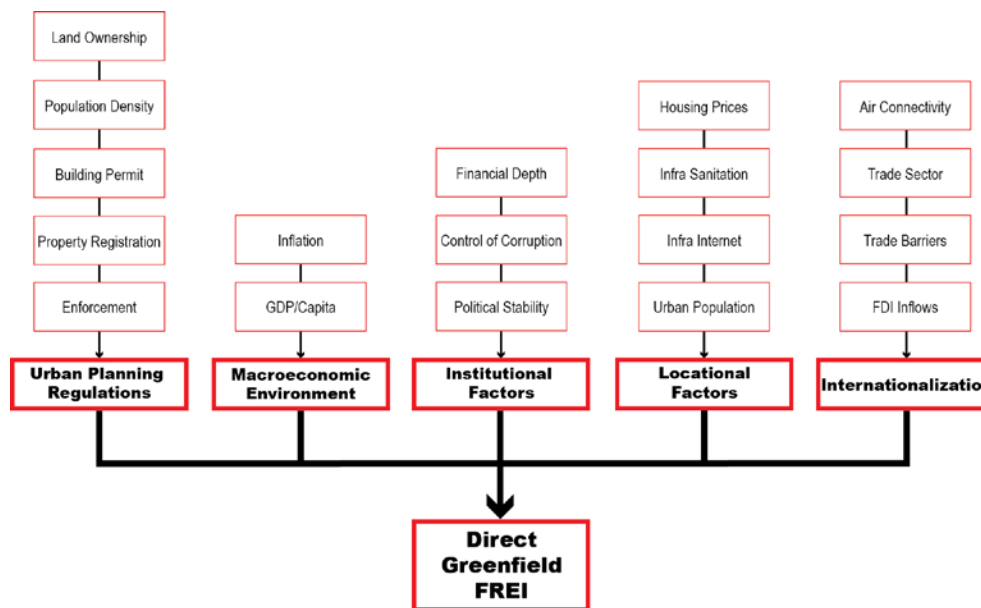 Land Ownership
Population Density
Building Permit
Property Registration
Enforcement
Urban Planning
Regulations
Inflation
GDP/Capita
Macroeconomic
Environment
Financial Depth
Control of Corruption
Political Stability
Institutional
Factors
Housing Prices
Infra Sanitation
Infra Internet
Urban Population
Locational
Factors
Air Connectivity
Trade Sector
Trade Barriers
FDI Inflows
Internationalizatio
Direct
Greenfield
FREI